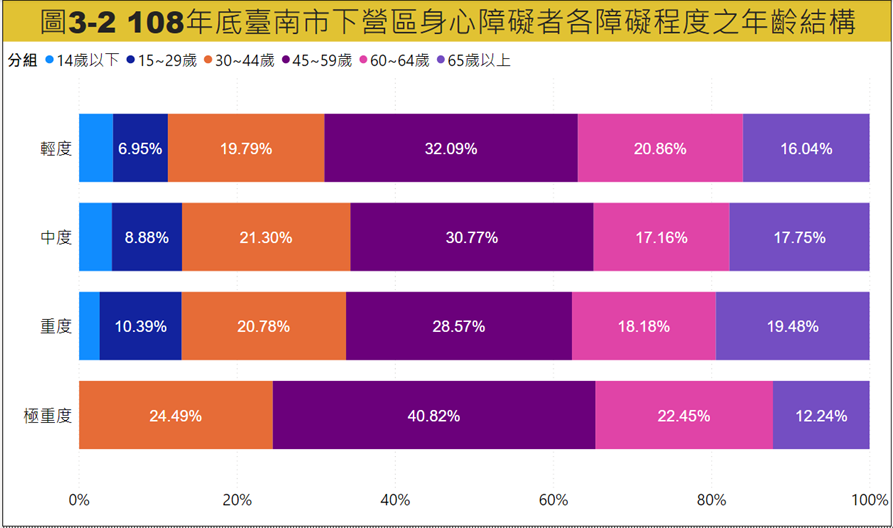 圖3-2 108年底臺南市下營區身心障礙者各障礙程度之年齡結構
分組 14歲以下 15~29歲 30~44歲 45~59歲 60~64歲 65歲以上
輕度 6.95% 19.79% 32.09% 20.86% 16.04%
中度 8.88% 21.30% 30.77% 17.16% 17.75%
重度 10.39% 20.78% 28.57% 18.18% 19.48%
極重度 24.49% 40.82% 22.45% 12.24%
0% 20% 40% 60% 80% 100%